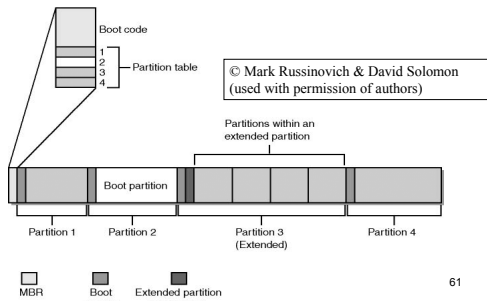 Boot code
1
2
3
4
Partition table
© Mark Russinovich & David Solomon
(used with permission of authors)
Partitions within an
extended partition
Boot partition
Partition 1
Partition 2
Partition 3
(Extended)
Partition 4
MBR
Boot
Extended partition
61